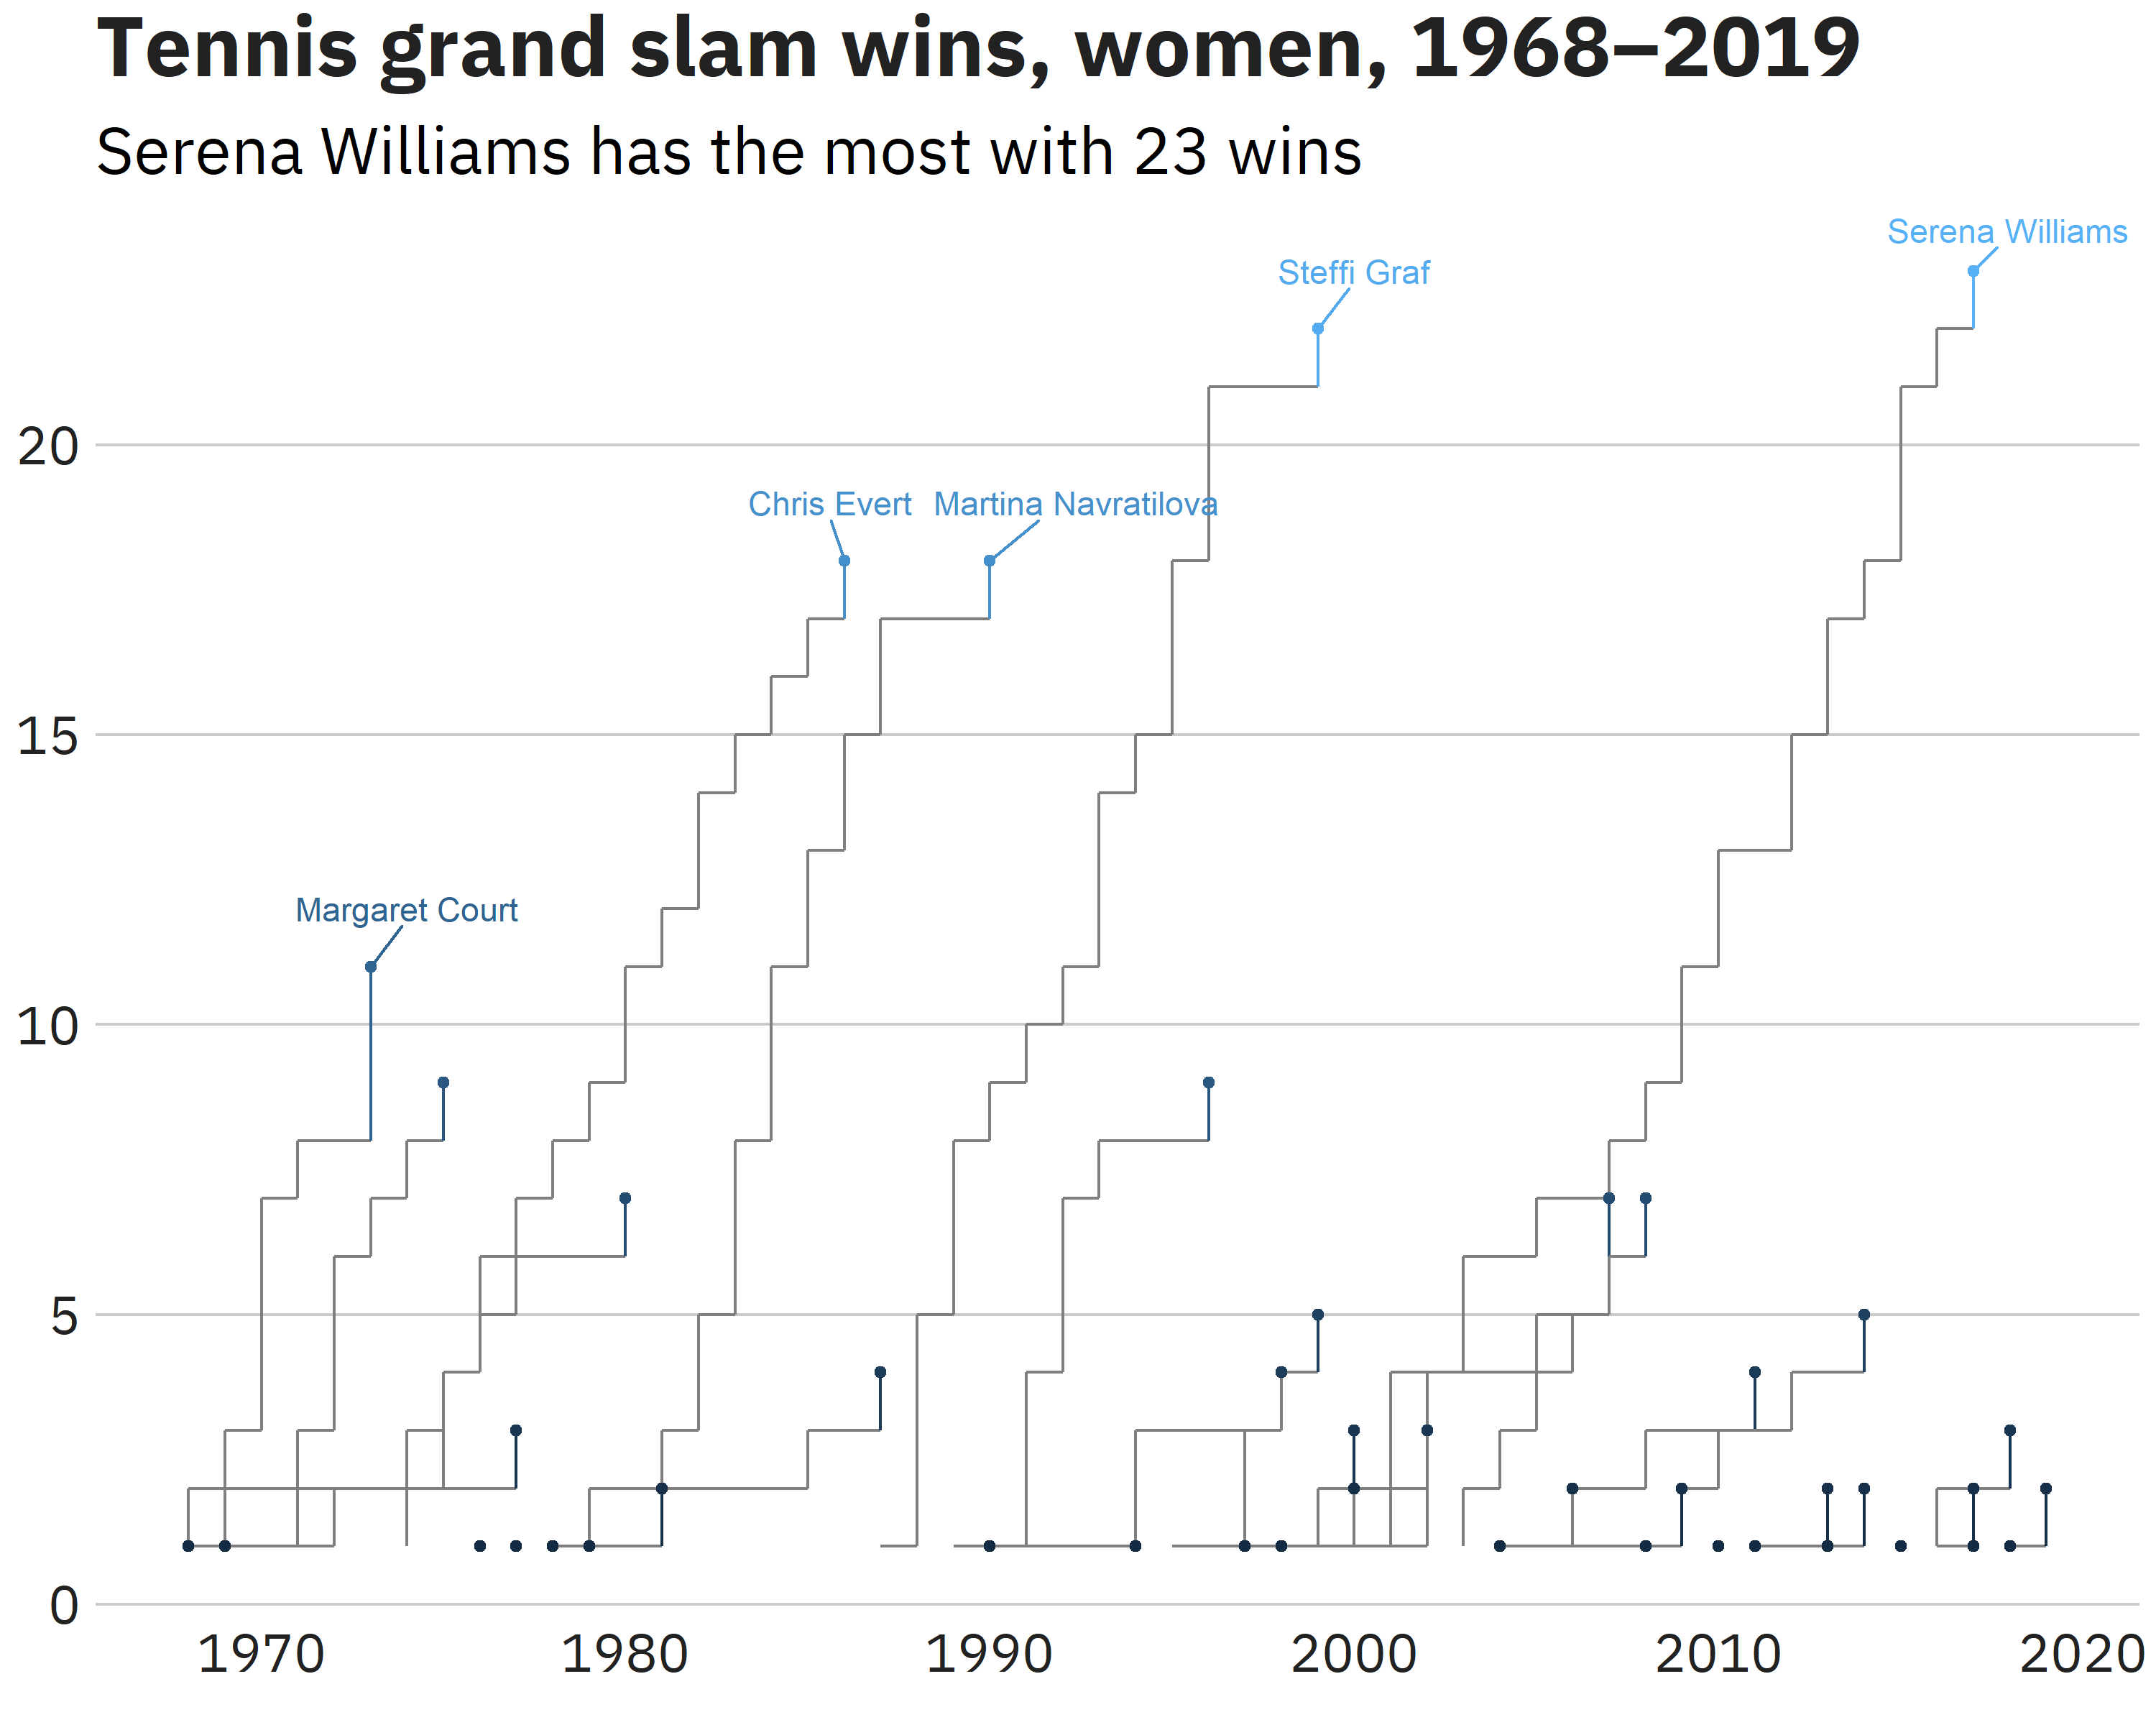 Tennis grand slam wins, women, 1968–2019
Serena Williams has the most with 23 wins
Serena Williams
Steffi Graf
20
Chris Evert
Martina Navratilova
15
Margaret Court
10
5
0
1970
1980
1990
2000
2010
2020